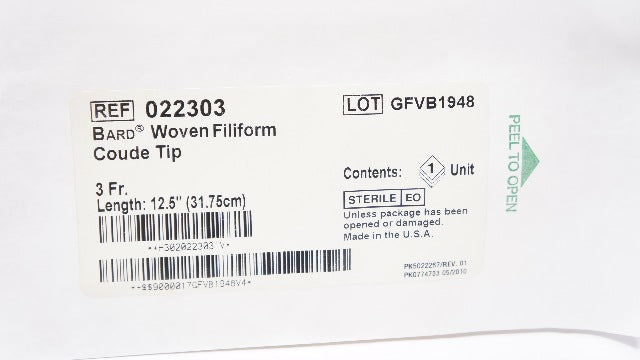 REF 022303
BARD® Woven Filiform
Coude Tip
3 Fr.
Length: 12.5" (31.75cm)
*+H302022303 V*
*+$$9000017GFVB1948V4*
LOT GFVB1948
Contents: 1 Unit
STERILE EO
Unless package has been
opened or damaged.
Made in the U.S.A.
PK5022257/REV. 01
PK0774733 05/2010
PEEL TO OPEN